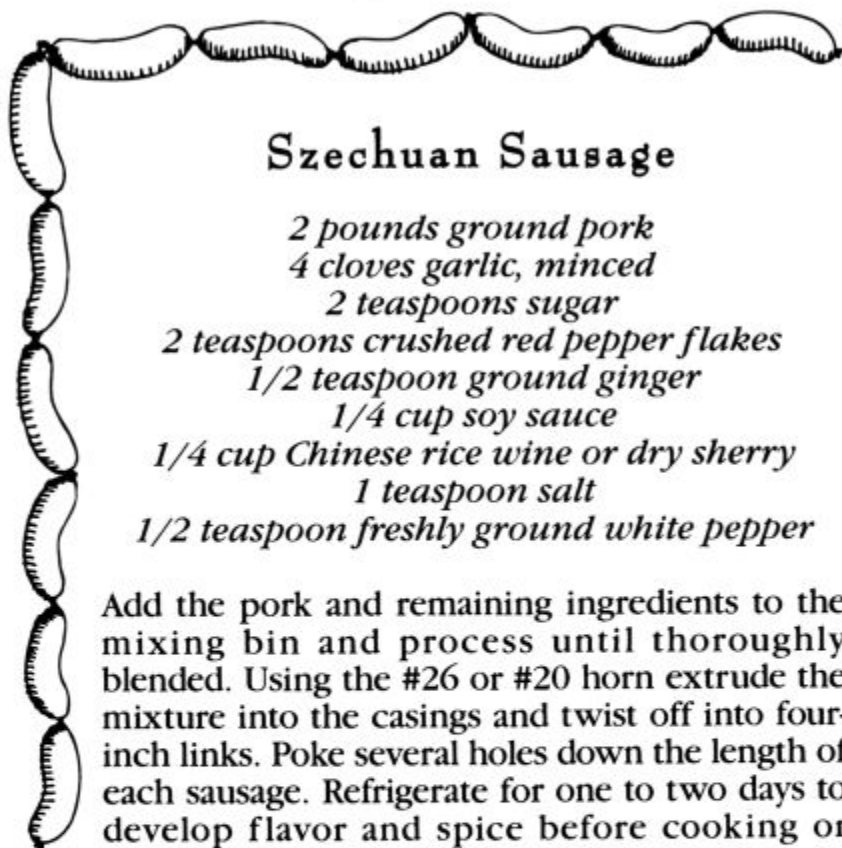 Szechuan Sausage
2 pounds ground pork
4 cloves garlic, minced
2 teaspoons sugar
2 teaspoons crushed red pepper flakes
1/2 teaspoon ground ginger
1/4 cup soy sauce
1/4 cup Chinese rice wine or dry sherry
1 teaspoon salt
1/2 teaspoon freshly ground white pepper
Add the pork and remaining ingredients to the
mixing bin and process until thoroughly
blended. Using the #26 or #20 horn extrude the
mixture into the casings and twist off into four-
inch links. Poke several holes down the length of
each sausage. Refrigerate for one to two days to
develop flavor and spice before cooking or